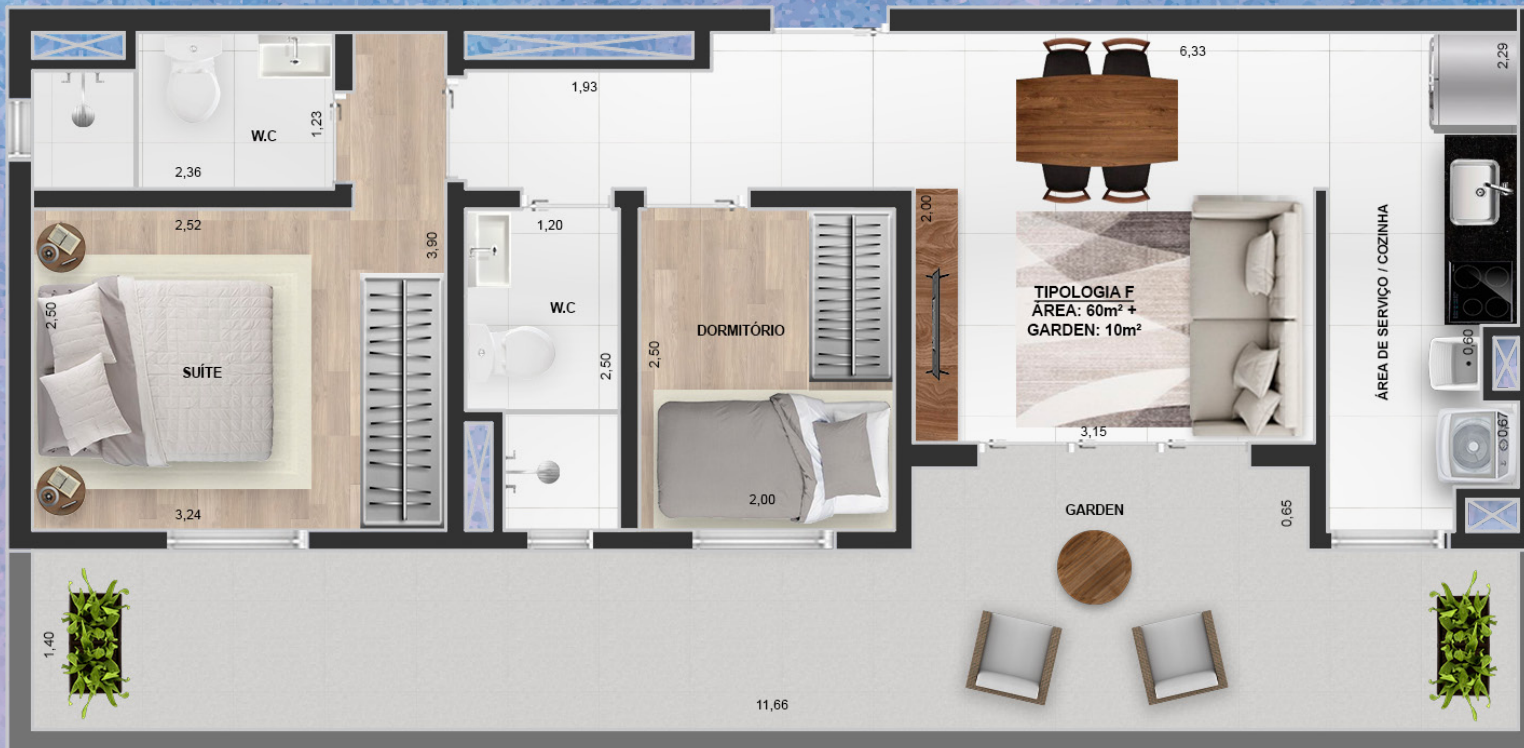 6,33
2,29
1,93
W.C
1,23
2,36
2,52
1,20
2,00
3,90
ÁREA DE SERVIÇO / COZINHA
TIPOLOGIA F
ÁREA: 60m² +
GARDEN: 10m²
2,50
W.C
DORMITÓRIO
0,60
SUÍTE
2,50
2,50
0,67
3,15
2,00
3,24
GARDEN
0,65
1,40
11,66